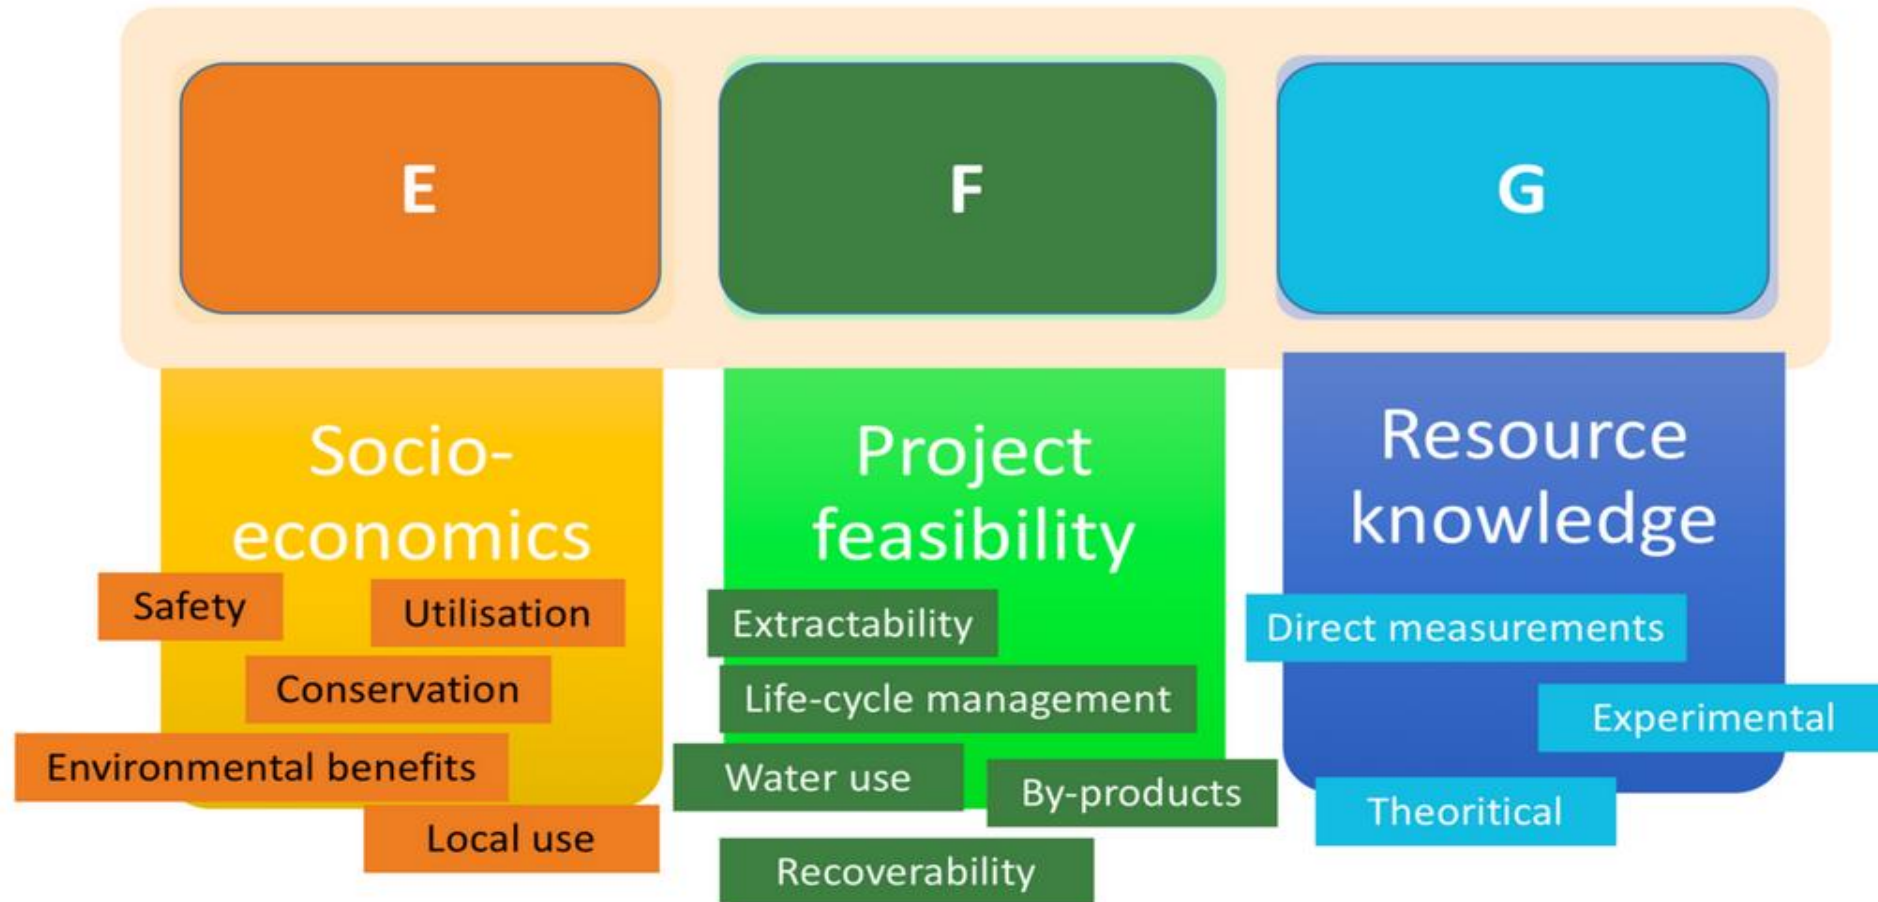 E
F
G
Socio-
economics
Safety
Utilisation
Conservation
Environmental benefits
Local use
Project
feasibility
Extractability
Life-cycle management
Water use
By-products
Recoverability
Resource
knowledge
Direct measurements
Experimental
Theoritical